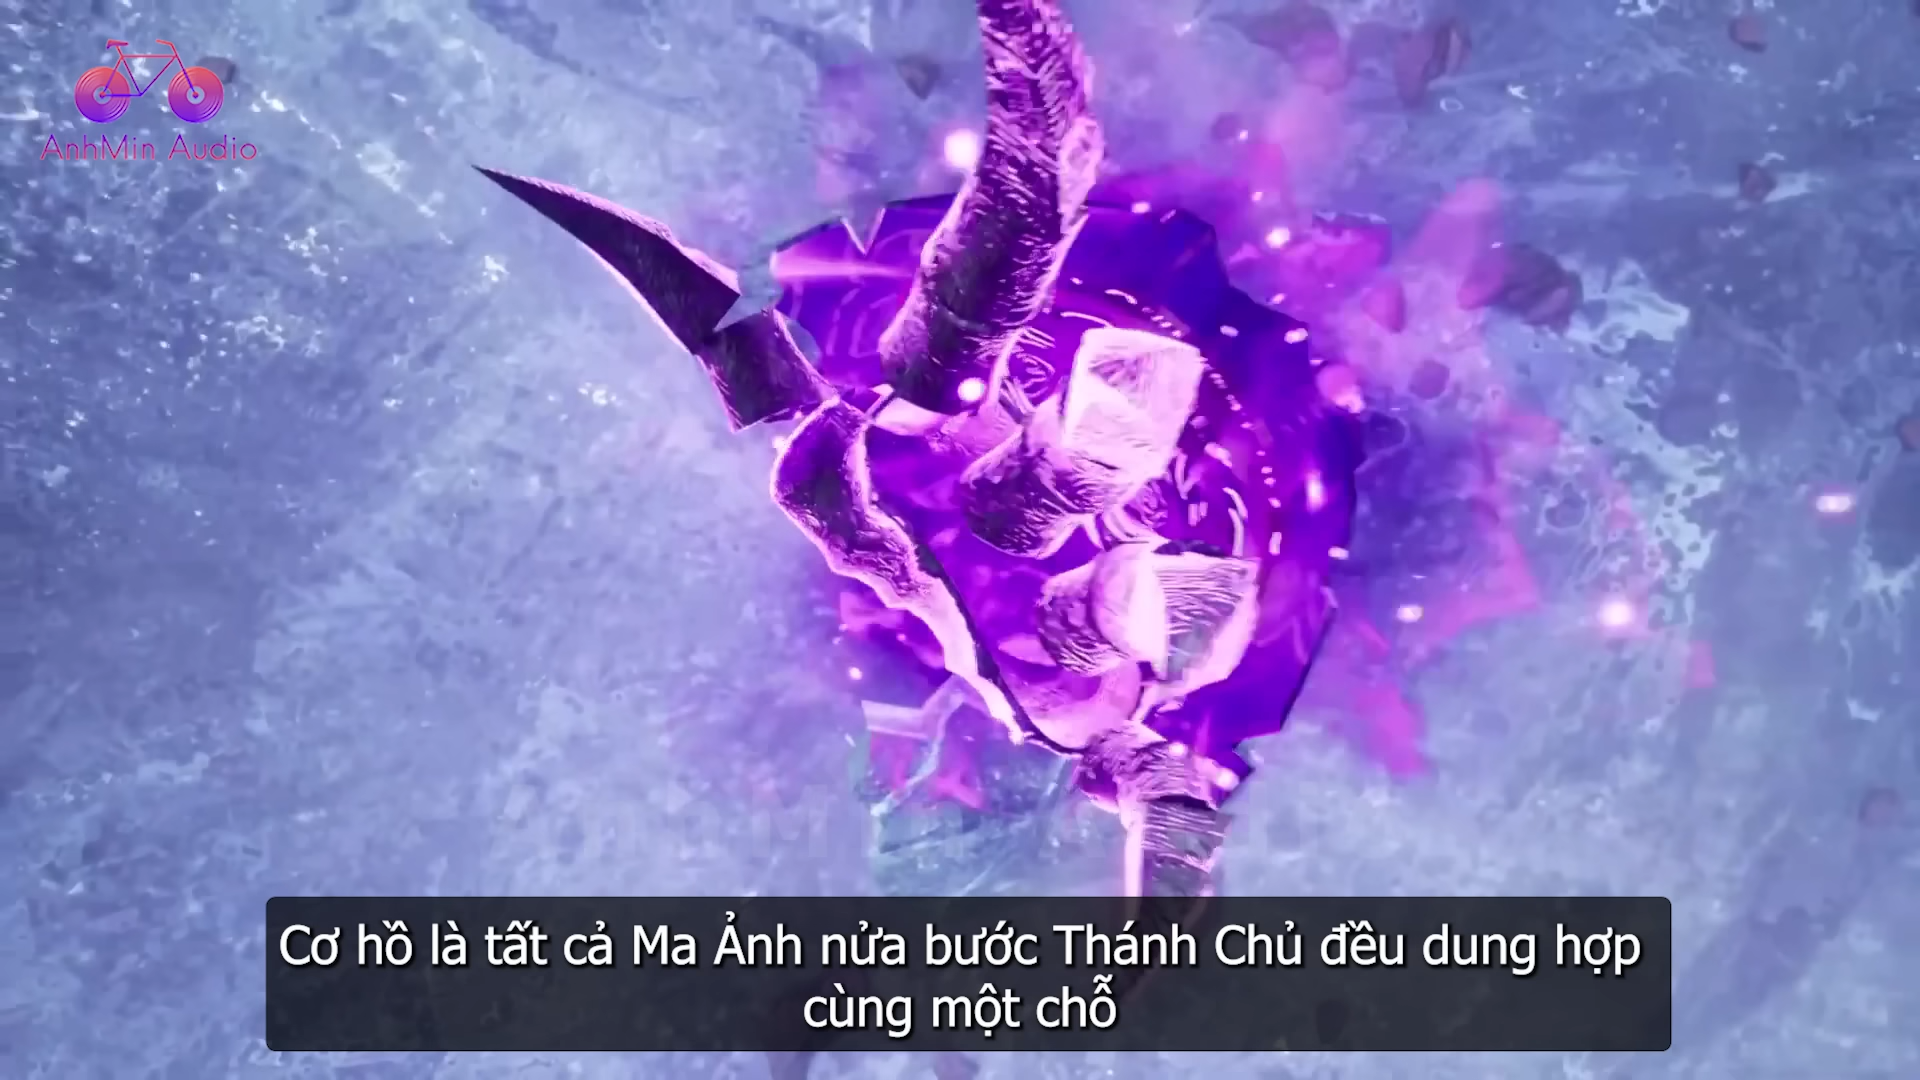 AnhMin Audio
Cơ hồ là tất cả Ma Ảnh nửa bước Thánh Chủ đều dung hợp
cùng một chỗ